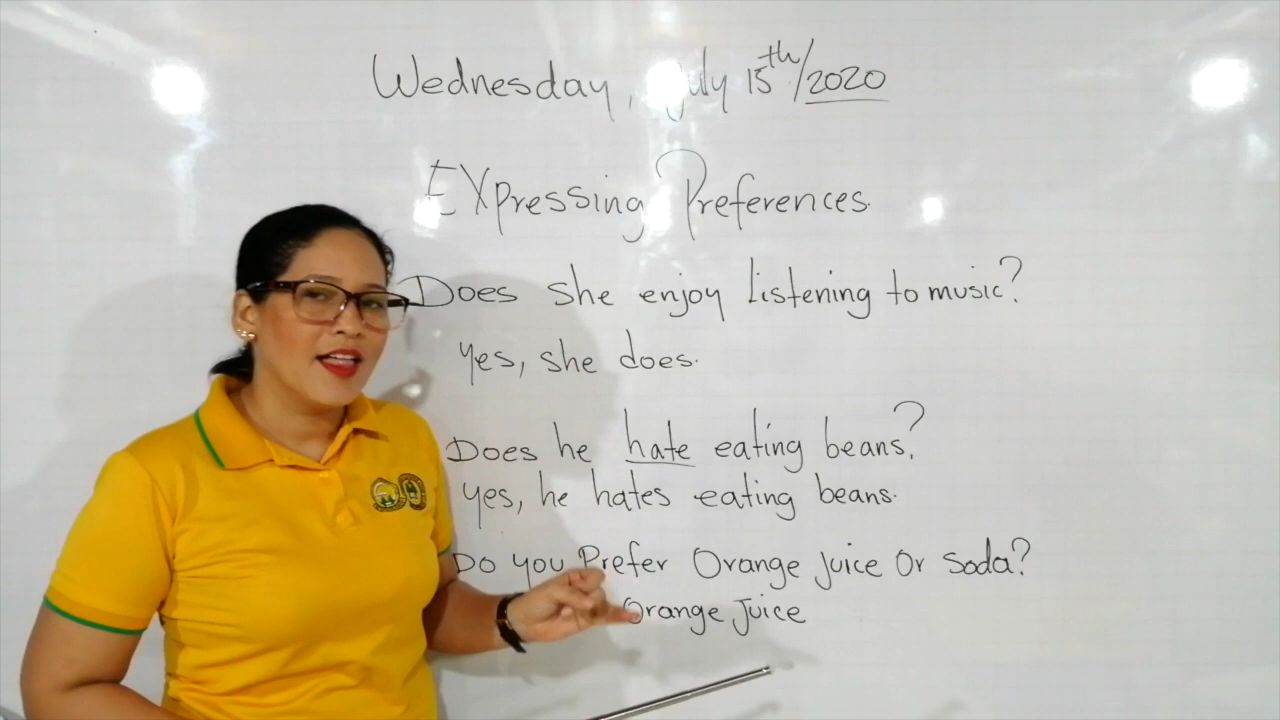 Wednesday, July 15th/2020
Expressing Preferences.
Does she enjoy listening to music?
Yes, she does.
Does he hate eating beans?
yes, he hates eating beans.
Do you Prefer Orange juice Or Soda?
Orange Juice